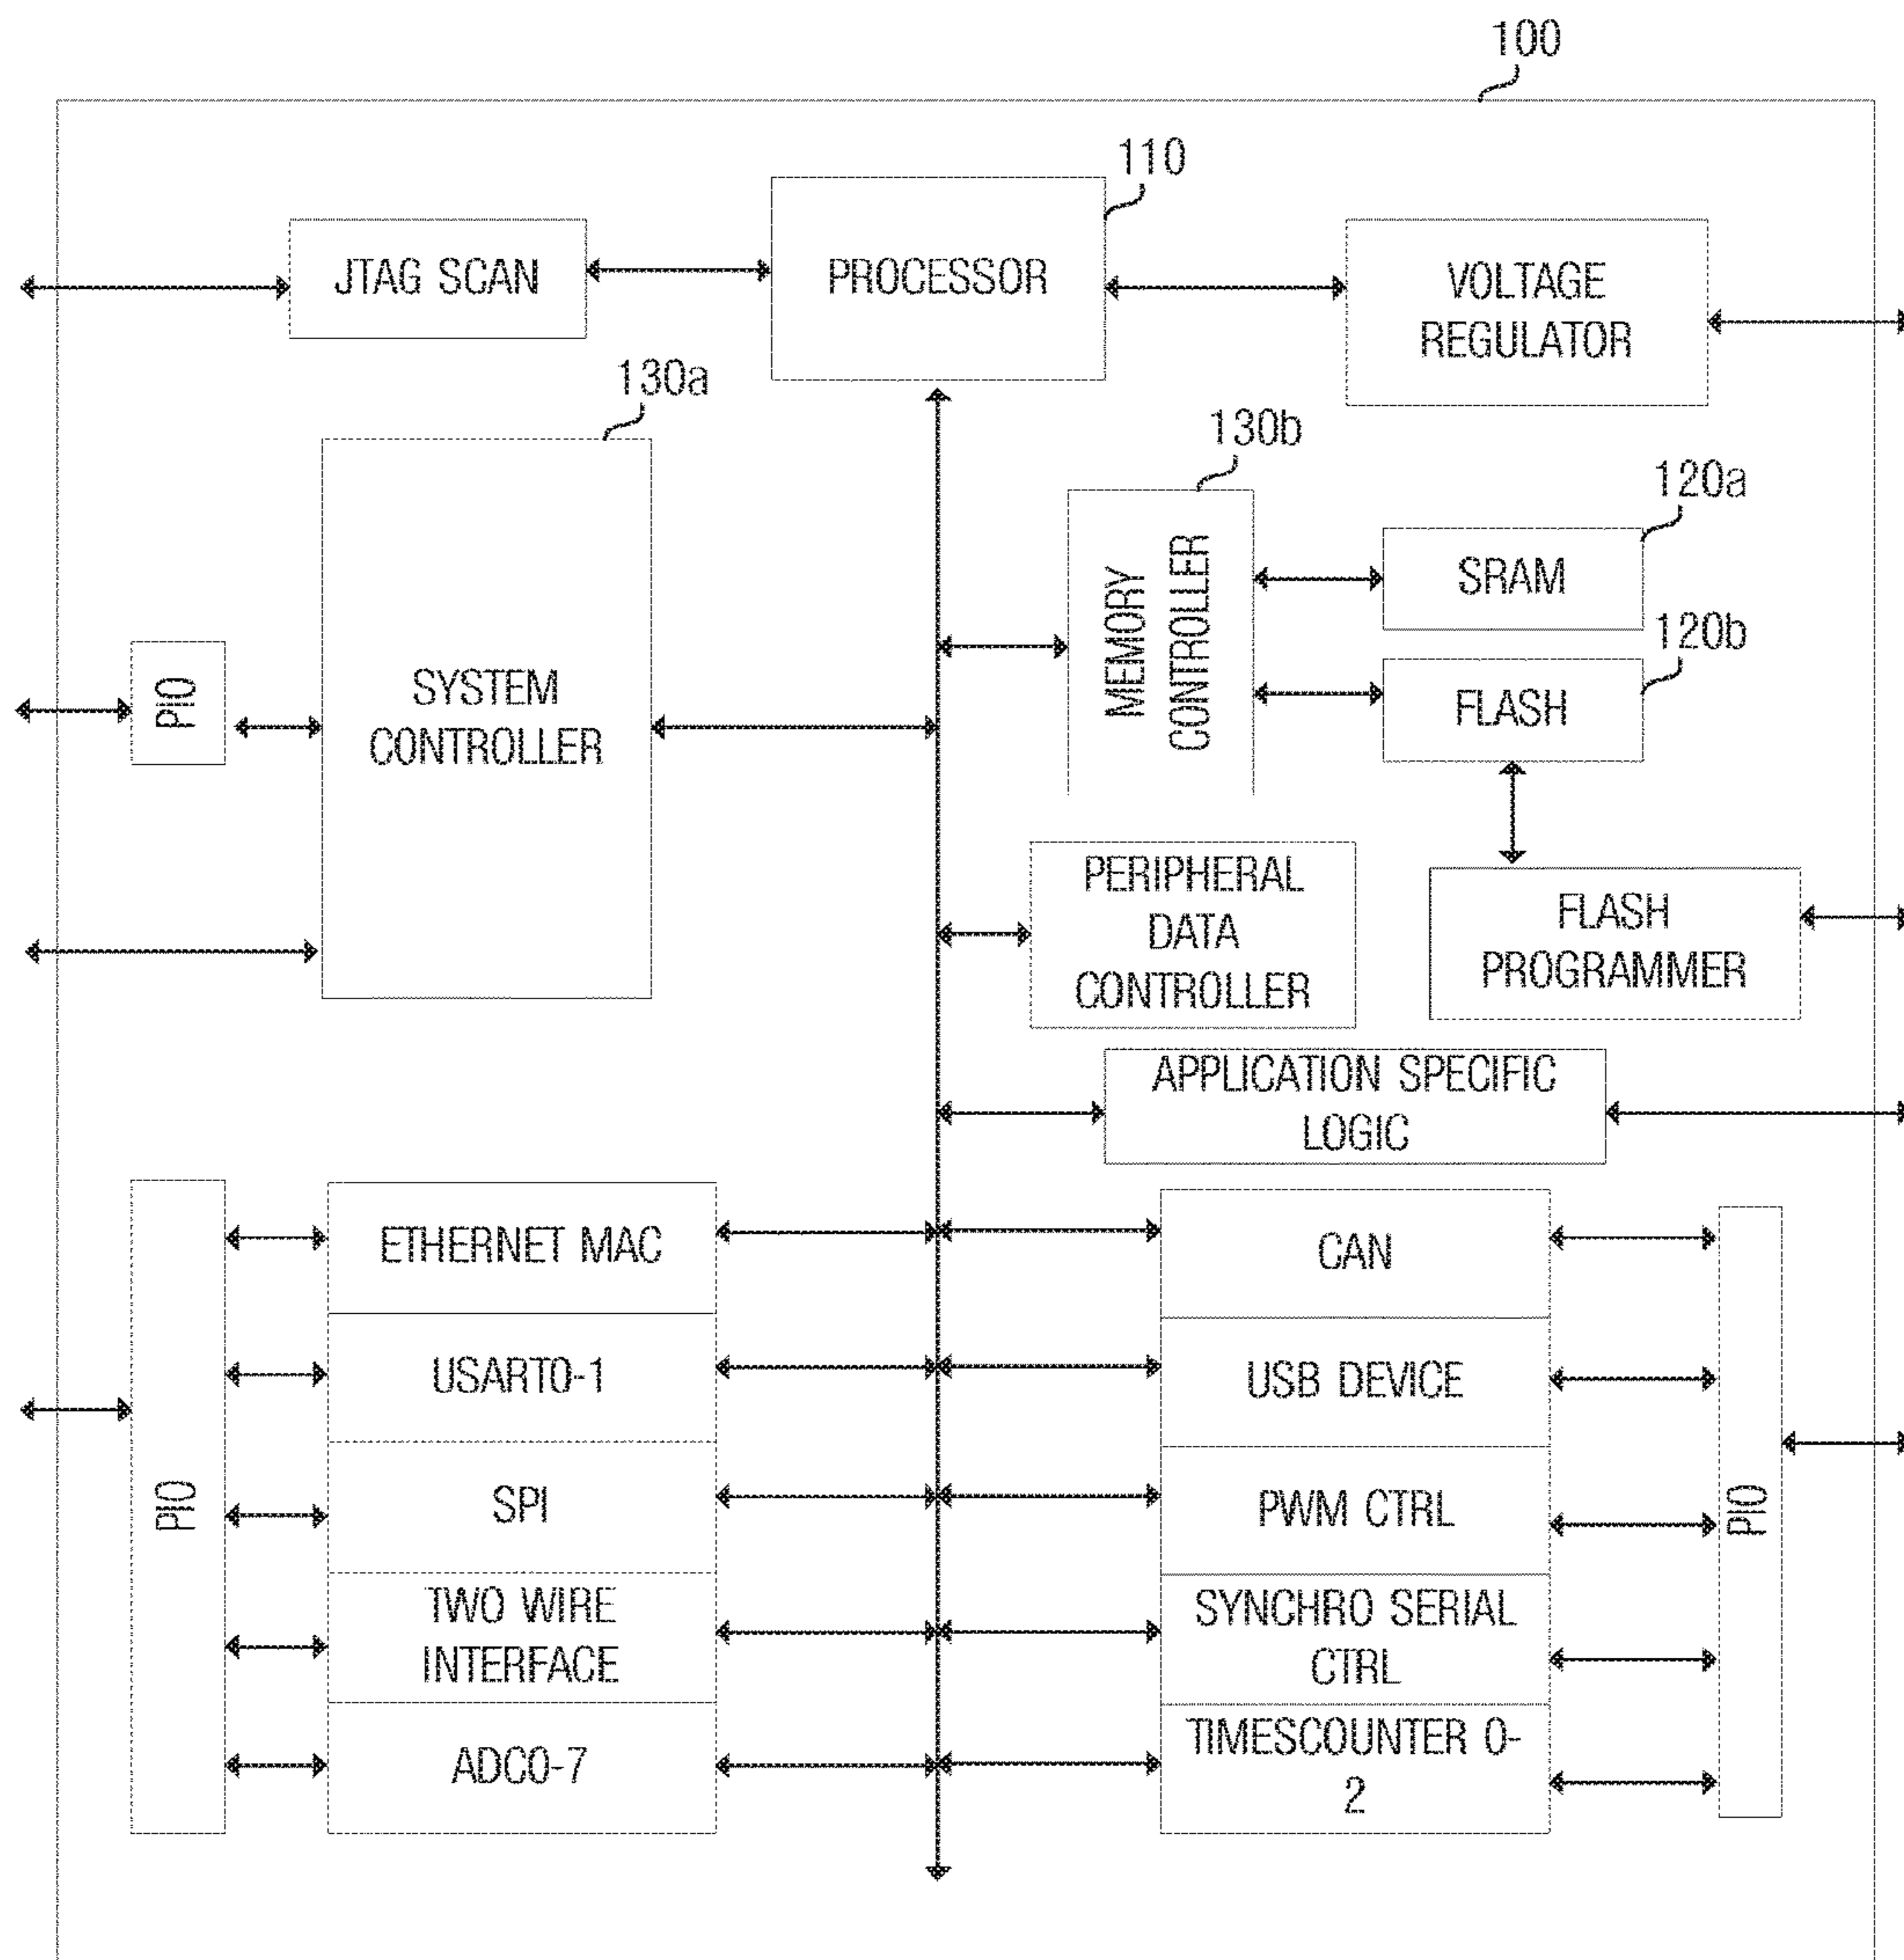 100
110
JTAG SCAN
PROCESSOR
VOLTAGE
REGULATOR
130a
130b
120a
SRAM
120b
MEMORY
CONTROLLER
FLASH
PIO
SYSTEM
CONTROLLER
PERIPHERAL
DATA
CONTROLLER
FLASH
PROGRAMMER
APPLICATION SPECIFIC
LOGIC
PIO
ETHERNET MAC
USART0-1
SPI
TWO WIRE
INTERFACE
ADC0-7
CAN
USB DEVICE
PWM CTRL
SYNCHRO SERIAL
CTRL
TIMESCOUNTER 0-
2
PIO